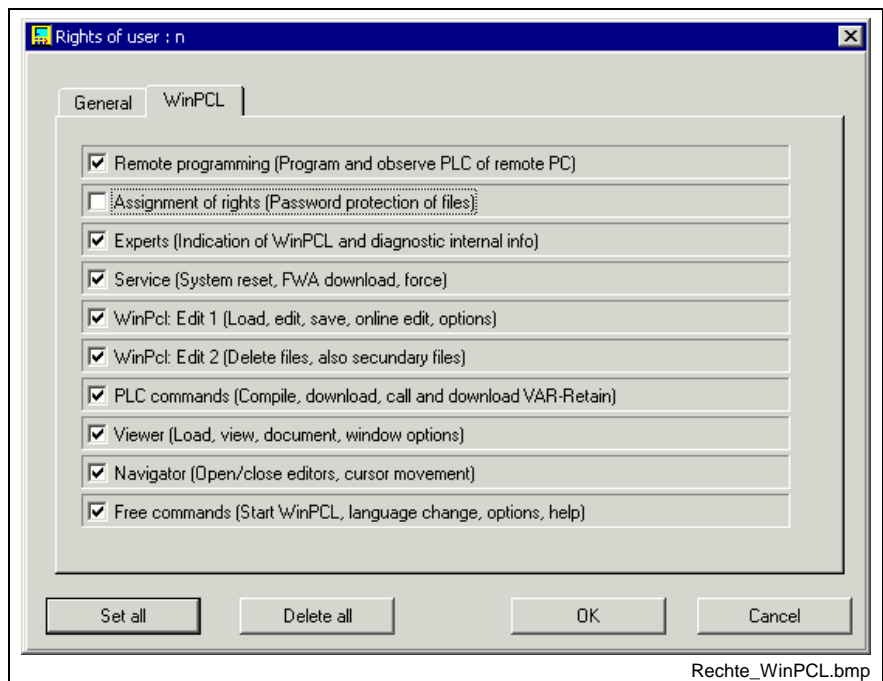 Rights of user : n
General
WinPCL
Remote programming (Program and observe PLC of remote PC)
Assignment of rights (Password protection of files)
Experts (Indication of WinPCL and diagnostic internal info)
Service (System reset, FWA download, force)
WinPcl: Edit 1 (Load, edit, save, online edit, options)
WinPcl: Edit 2 (Delete files, also secundary files)
PLC commands (Compile, download, call and download VAR-Retain)
Viewer (Load, view, document, window options)
Navigator (Open/close editors, cursor movement)
Free commands (Start WinPCL, language change, options, help)
Set all
Delete all
OK
Cancel
Rechte_WinPCL.bmp